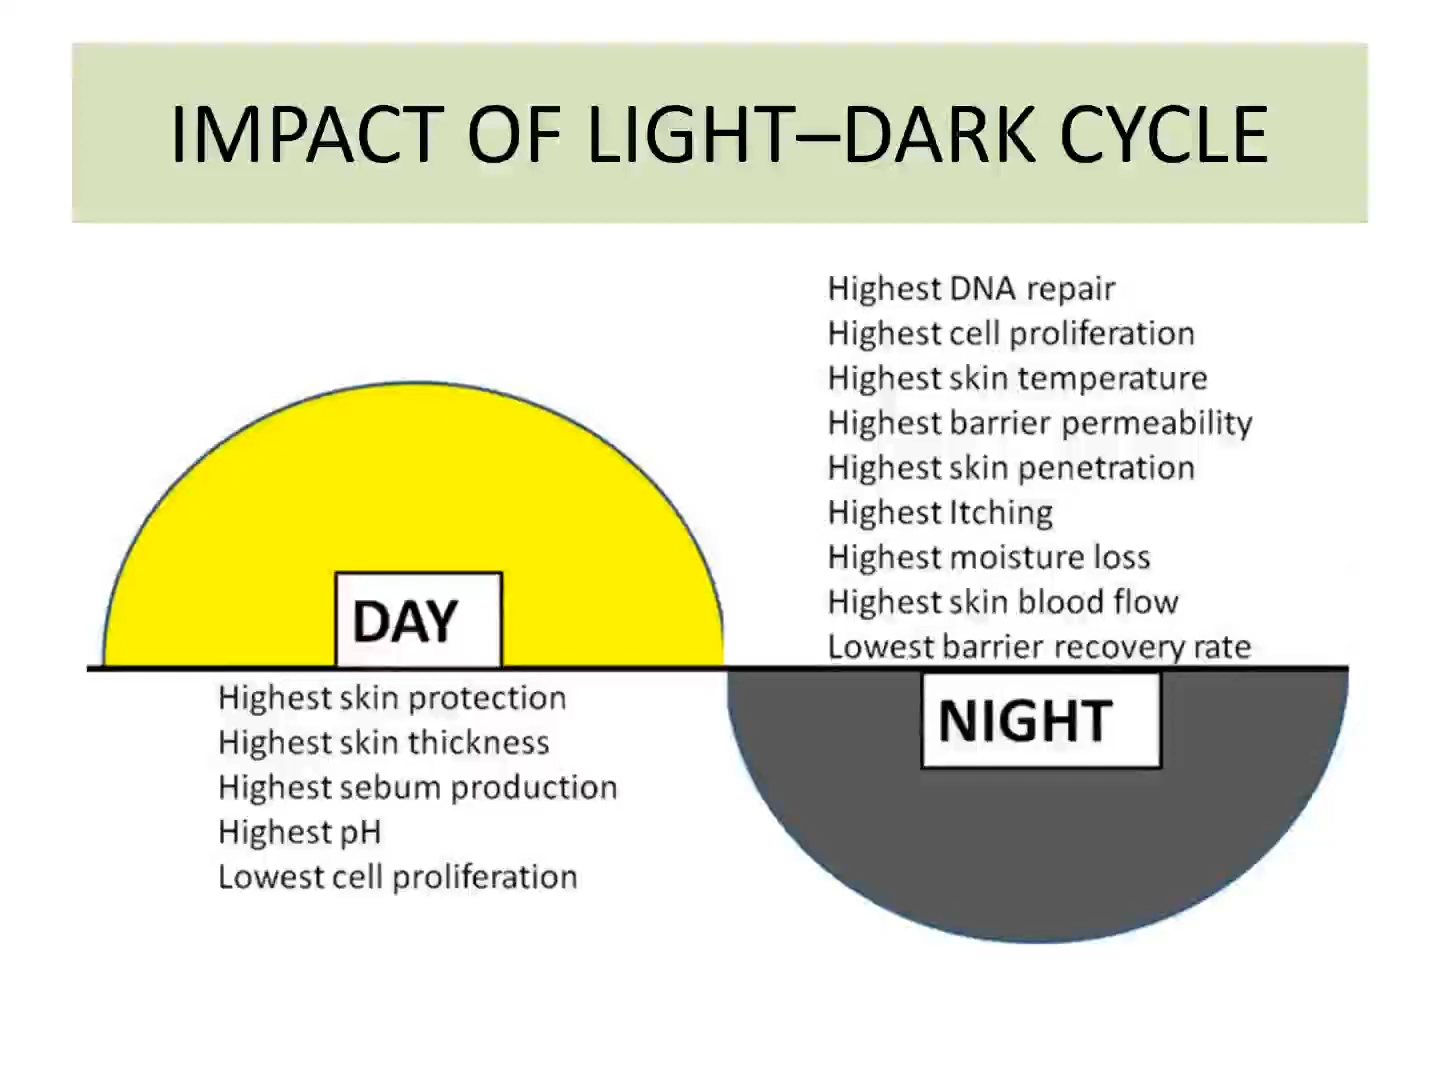 IMPACT OF LIGHT–DARK CYCLE
DAY
Highest skin protection
Highest skin thickness
Highest sebum production
Highest pH
Lowest cell proliferation
Highest DNA repair
Highest cell proliferation
Highest skin temperature
Highest barrier permeability
Highest skin penetration
Highest Itching
Highest moisture loss
Highest skin blood flow
Lowest barrier recovery rate
NIGHT